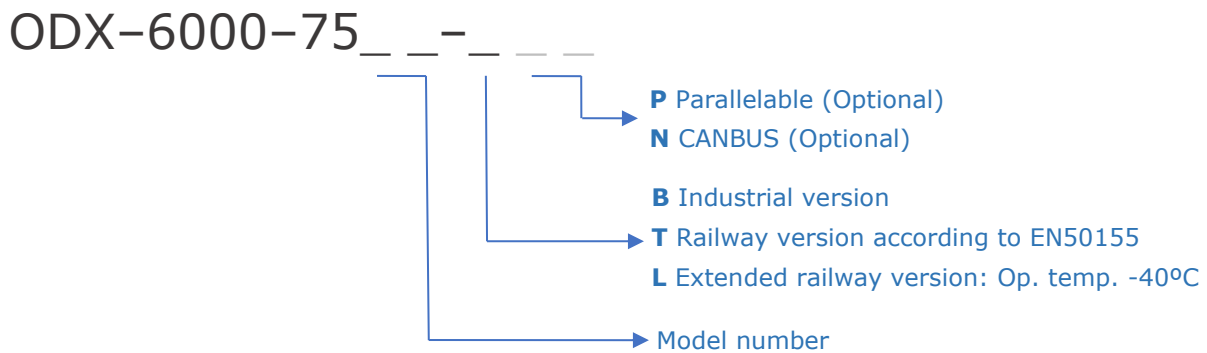 ODX–6000–75_ _–_ _ _
P Parallelable (Optional)
N CANBUS (Optional)
B Industrial version
T Railway version according to EN50155
L Extended railway version: Op. temp. -40ºC
Model number